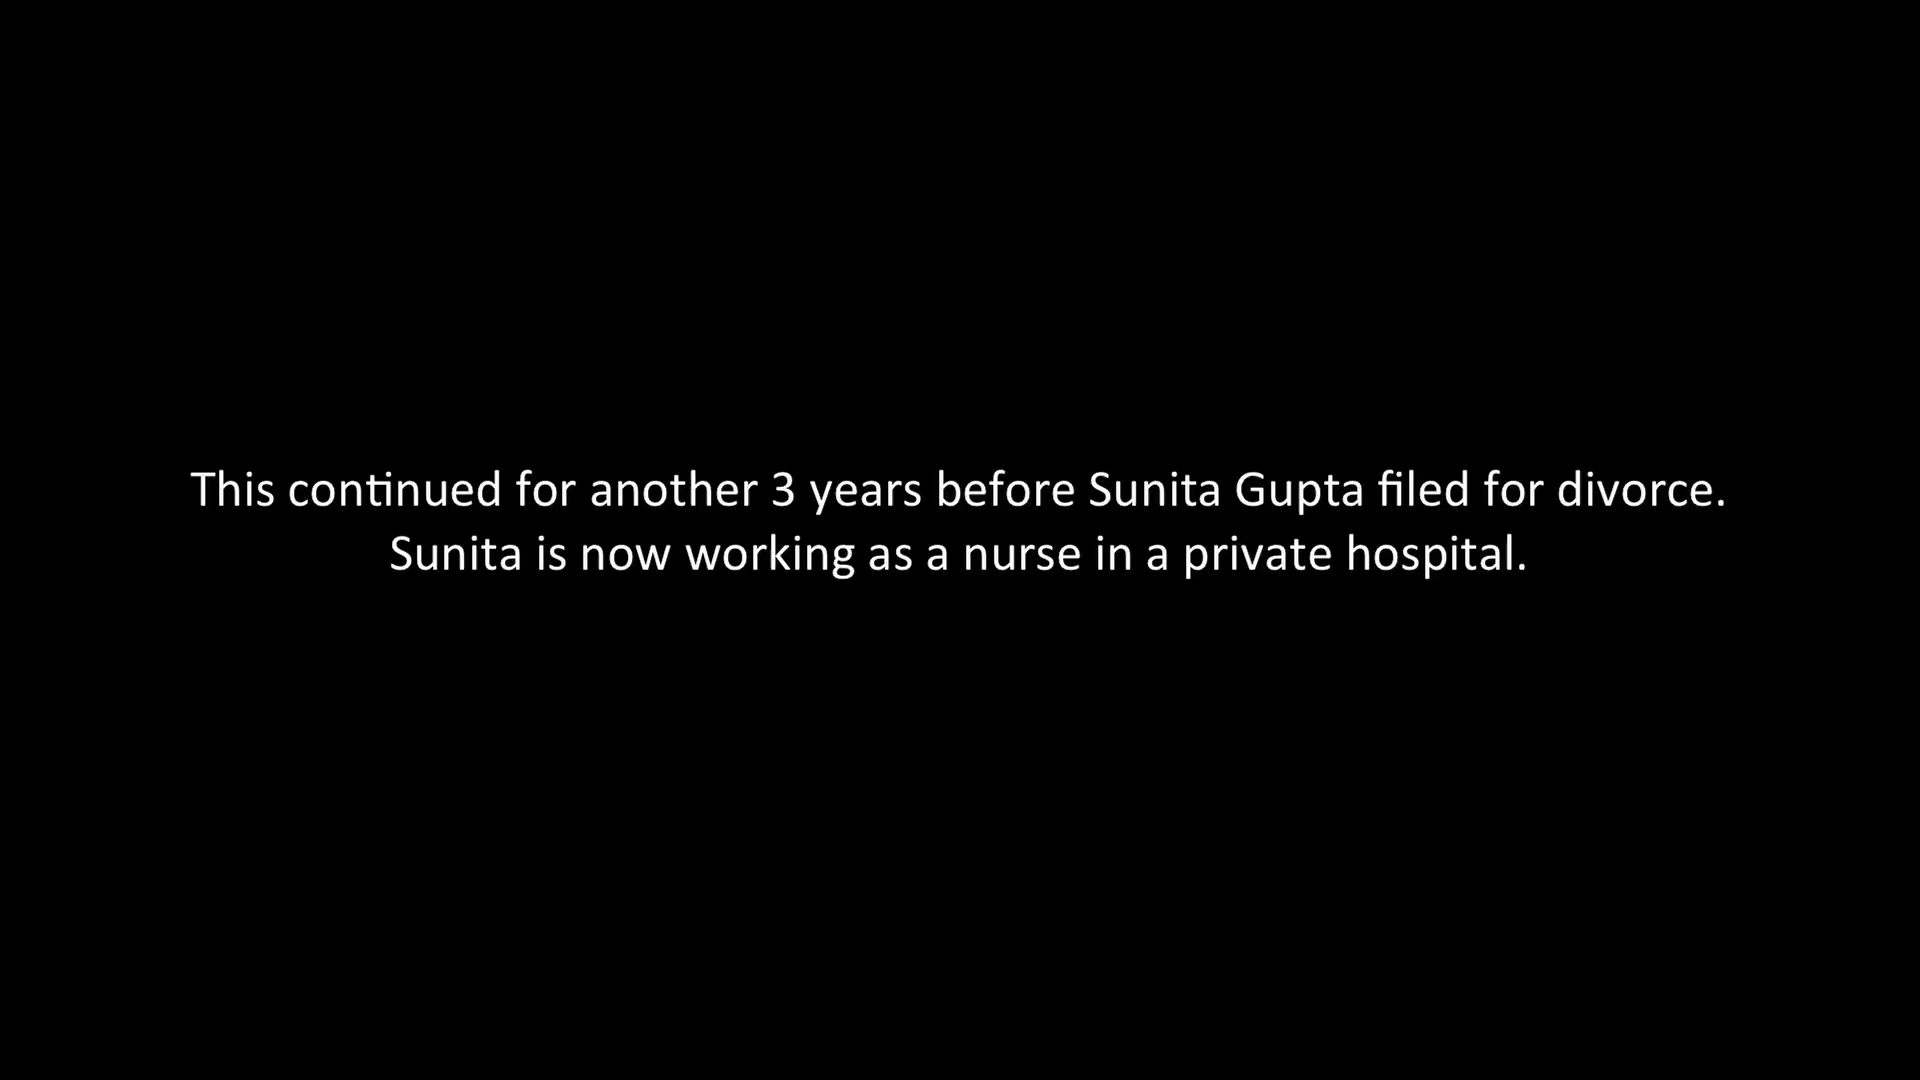 This continued for another 3 years before Sunita Gupta filed for divorce.
Sunita is now working as a nurse in a private hospital.